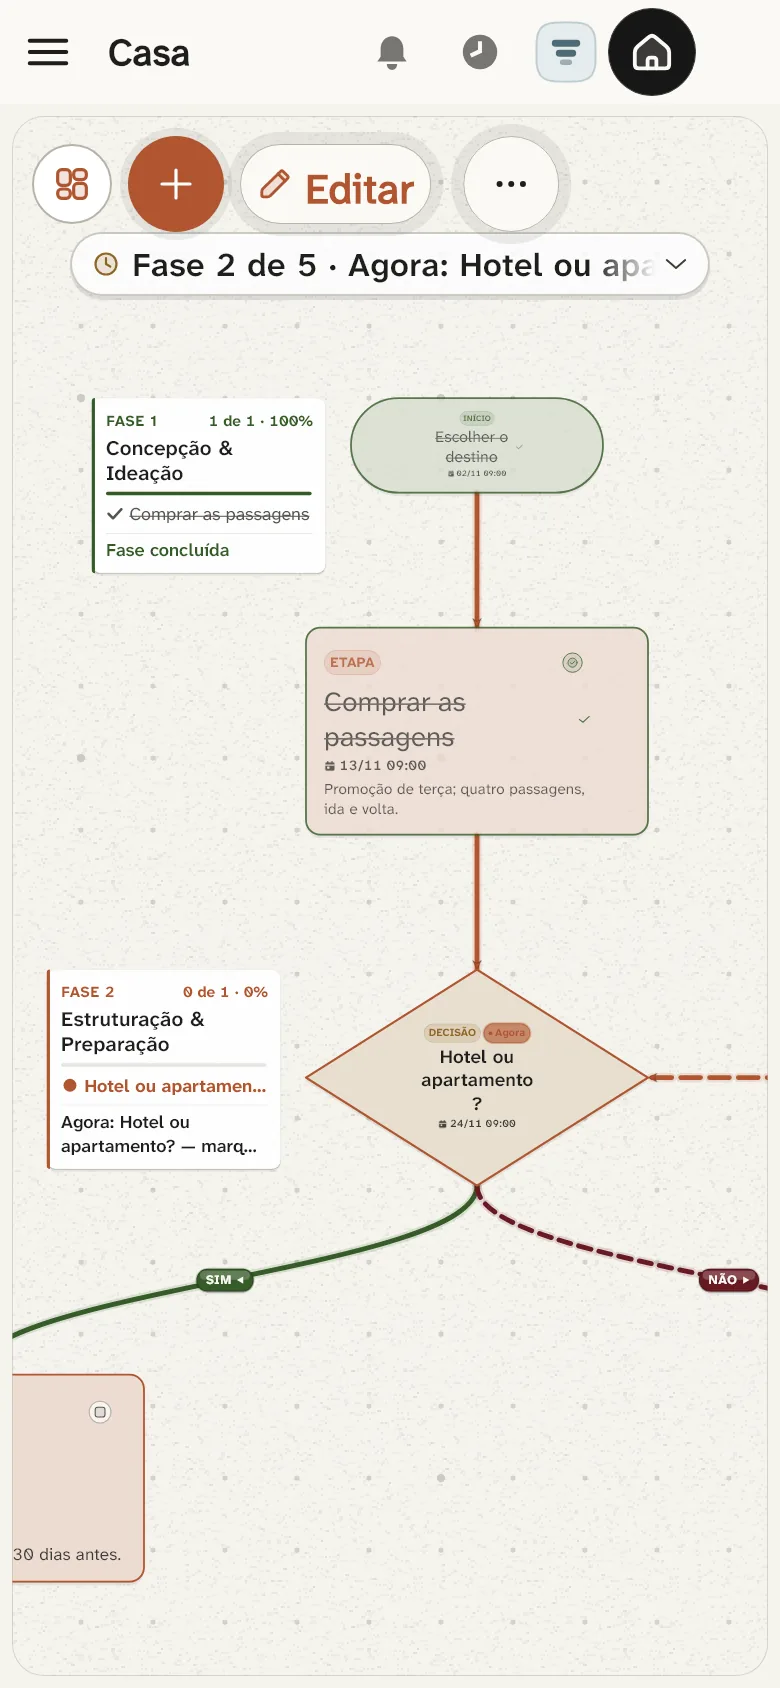 Casa
Editar
Fase 2 de 5 · Agora: Hotel ou apa
FASE 1 1 de 1 · 100%
Concepção &
Ideação
Comprar as passagens
Fase concluída
INÍCIO
Escolher o
destino
02/11 09:00
ETAPA
Comprar as
passagens
13/11 09:00
Promoção de terça; quatro passagens,
ida e volta.
FASE 2 0 de 1 · 0%
Estruturação &
Preparação
Hotel ou apartamen...
Agora: Hotel ou
apartamento? — marq...
DECISÃO • Agora
Hotel ou
apartamento
?
24/11 09:00
SIM
NÃO
30 dias antes.